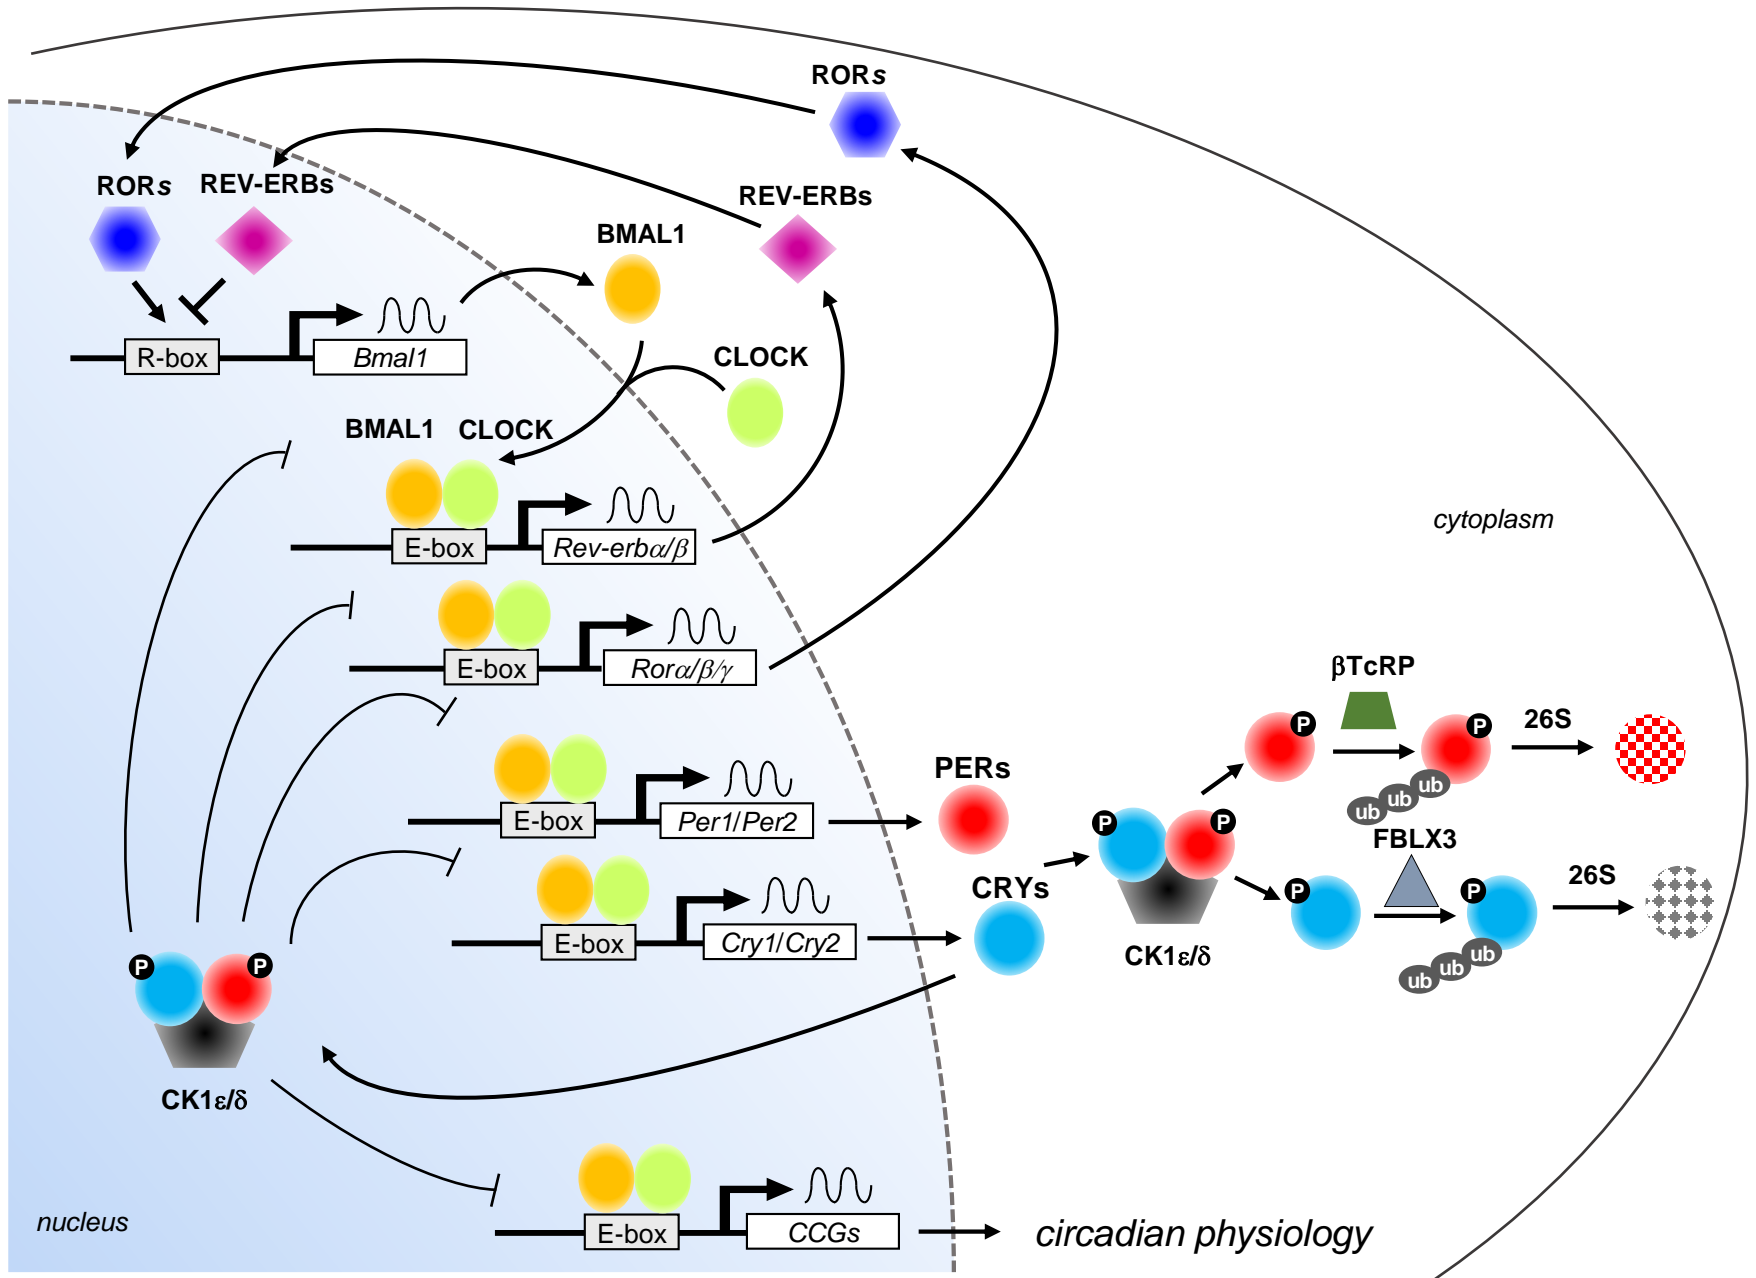 RORs
RORs
REV-ERBs
REV-ERBs
BMAL1
R-box
Bmal1
CLOCK
BMAL1
CLOCK
E-box
Rev-erbα/β
cytoplasm
E-box
Rorα/β/γ
βTcRP
P
P
26S
PERs
ub
ub
ub
E-box
Per1/Per2
P
P
FBLX3
CRYs
26S
P
P
E-box
Cry1/Cry2
CK1ε/δ
ub
ub
ub
P
P
CK1ε/δ
nucleus
E-box
CCGs
circadian physiology